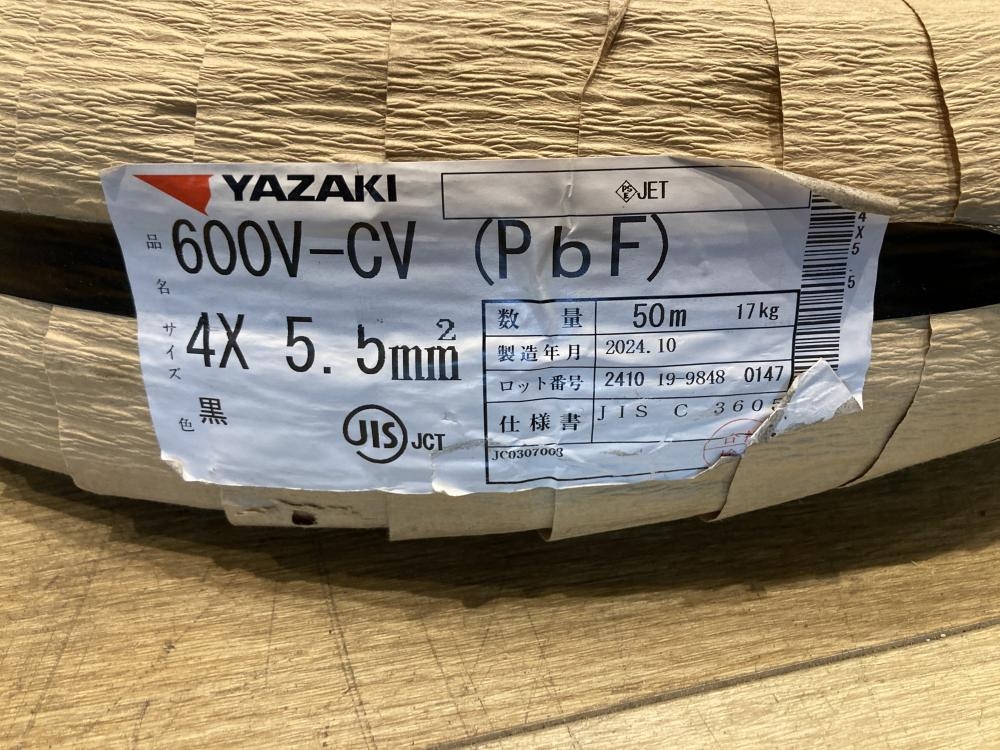 YAZAKI
PS E JET
品名 600V-CV (PbF)
サイズ 4X 5.5mm²
色 黒
JIS JCT
数量 50m 17kg
製造年月 2024.10
ロット番号 2410 19-9848 0147
仕様書 JIS C 3605
JC0307003
4X5.5